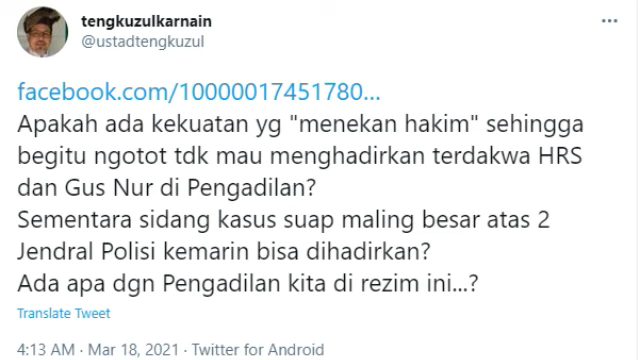 tengkuzulkarnain
@ustadtengkuzul
facebook.com/10000017451780...
Apakah ada kekuatan yg "menekan hakim" sehingga
begitu ngotot tdk mau menghadirkan terdakwa HRS
dan Gus Nur di Pengadilan?
Sementara sidang kasus suap maling besar atas 2
Jendral Polisi kemarin bisa dihadirkan?
Ada apa dgn Pengadilan kita di rezim ini...?
Translate Tweet
4:13 AM · Mar 18, 2021 · Twitter for Android